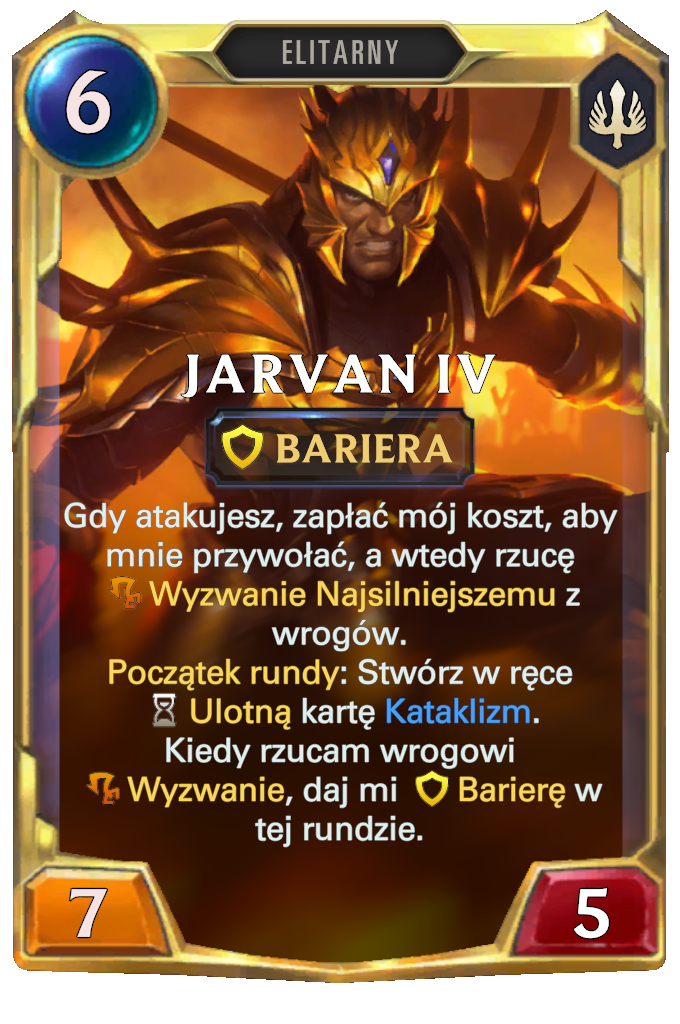 ELITARNY
6
JARVAN IV
BARIERA
Gdy atakujesz, zapłać mój koszt, aby
mnie przywołać, a wtedy rzucę
Wyzwanie Najsilniejszemu z
wrogów.
Początek rundy: Stwórz w ręce
Ulotną kartę Kataklizm.
Kiedy rzucam wrogowi
Wyzwanie, daj mi Barierę w
tej rundzie.
7
5